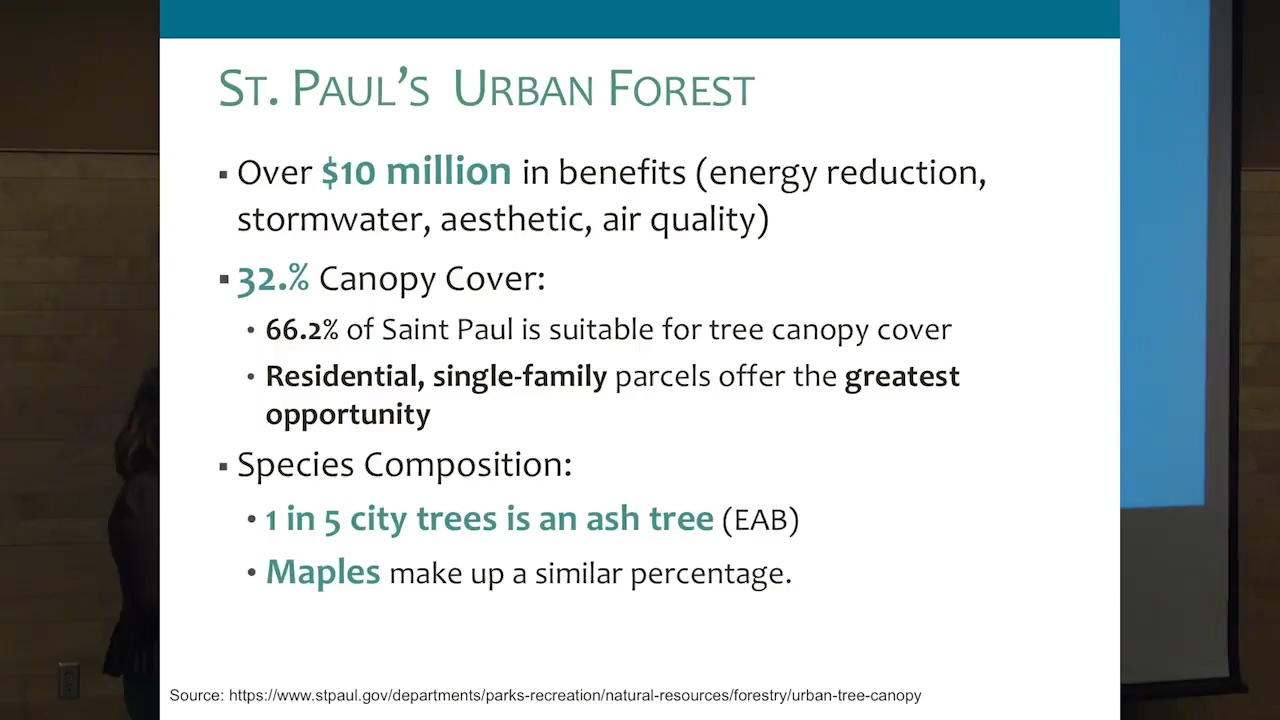 ST. PAUL'S URBAN FOREST
▪ Over $10 million in benefits (energy reduction,
stormwater, aesthetic, air quality)
▪ 32.% Canopy Cover:
• 66.2% of Saint Paul is suitable for tree canopy cover
• Residential, single-family parcels offer the greatest
opportunity
▪ Species Composition:
• 1 in 5 city trees is an ash tree (EAB)
• Maples make up a similar percentage.
Source: https://www.stpaul.gov/departments/parks-recreation/natural-resources/forestry/urban-tree-canopy